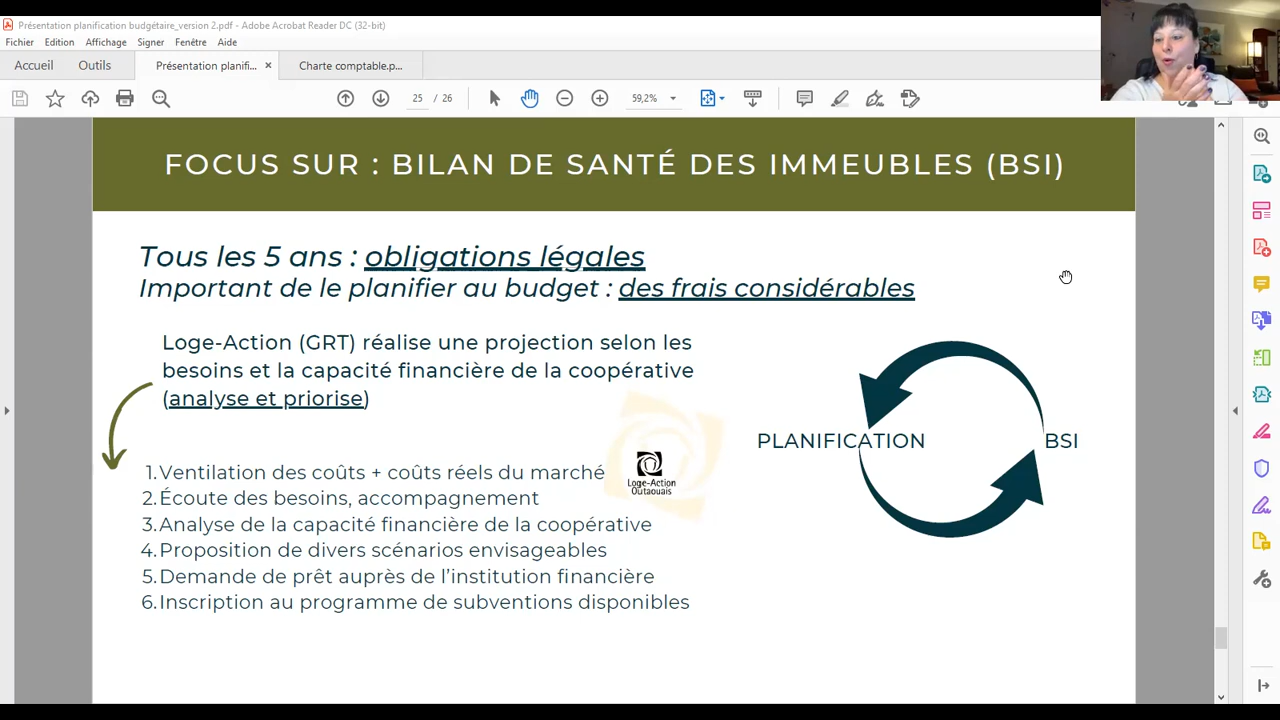 Présentation planification budgétaire_version 2.pdf - Adobe Acrobat Reader DC (32-bit)
Fichier Edition Affichage Signer Fenêtre Aide
Accueil Outils Présentation planifi... × Charte comptable.p...
25 / 26 59,2%
FOCUS SUR : BILAN DE SANTÉ DES IMMEUBLES (BSI)
Tous les 5 ans : obligations légales
Important de le planifier au budget : des frais considérables
Loge-Action (GRT) réalise une projection selon les
besoins et la capacité financière de la coopérative
(analyse et priorise)
PLANIFICATION BSI
1. Ventilation des coûts + coûts réels du marché
2. Écoute des besoins, accompagnement
3. Analyse de la capacité financière de la coopérative
4. Proposition de divers scénarios envisageables
5. Demande de prêt auprès de l'institution financière
6. Inscription au programme de subventions disponibles
Loge-Action
Outaouais